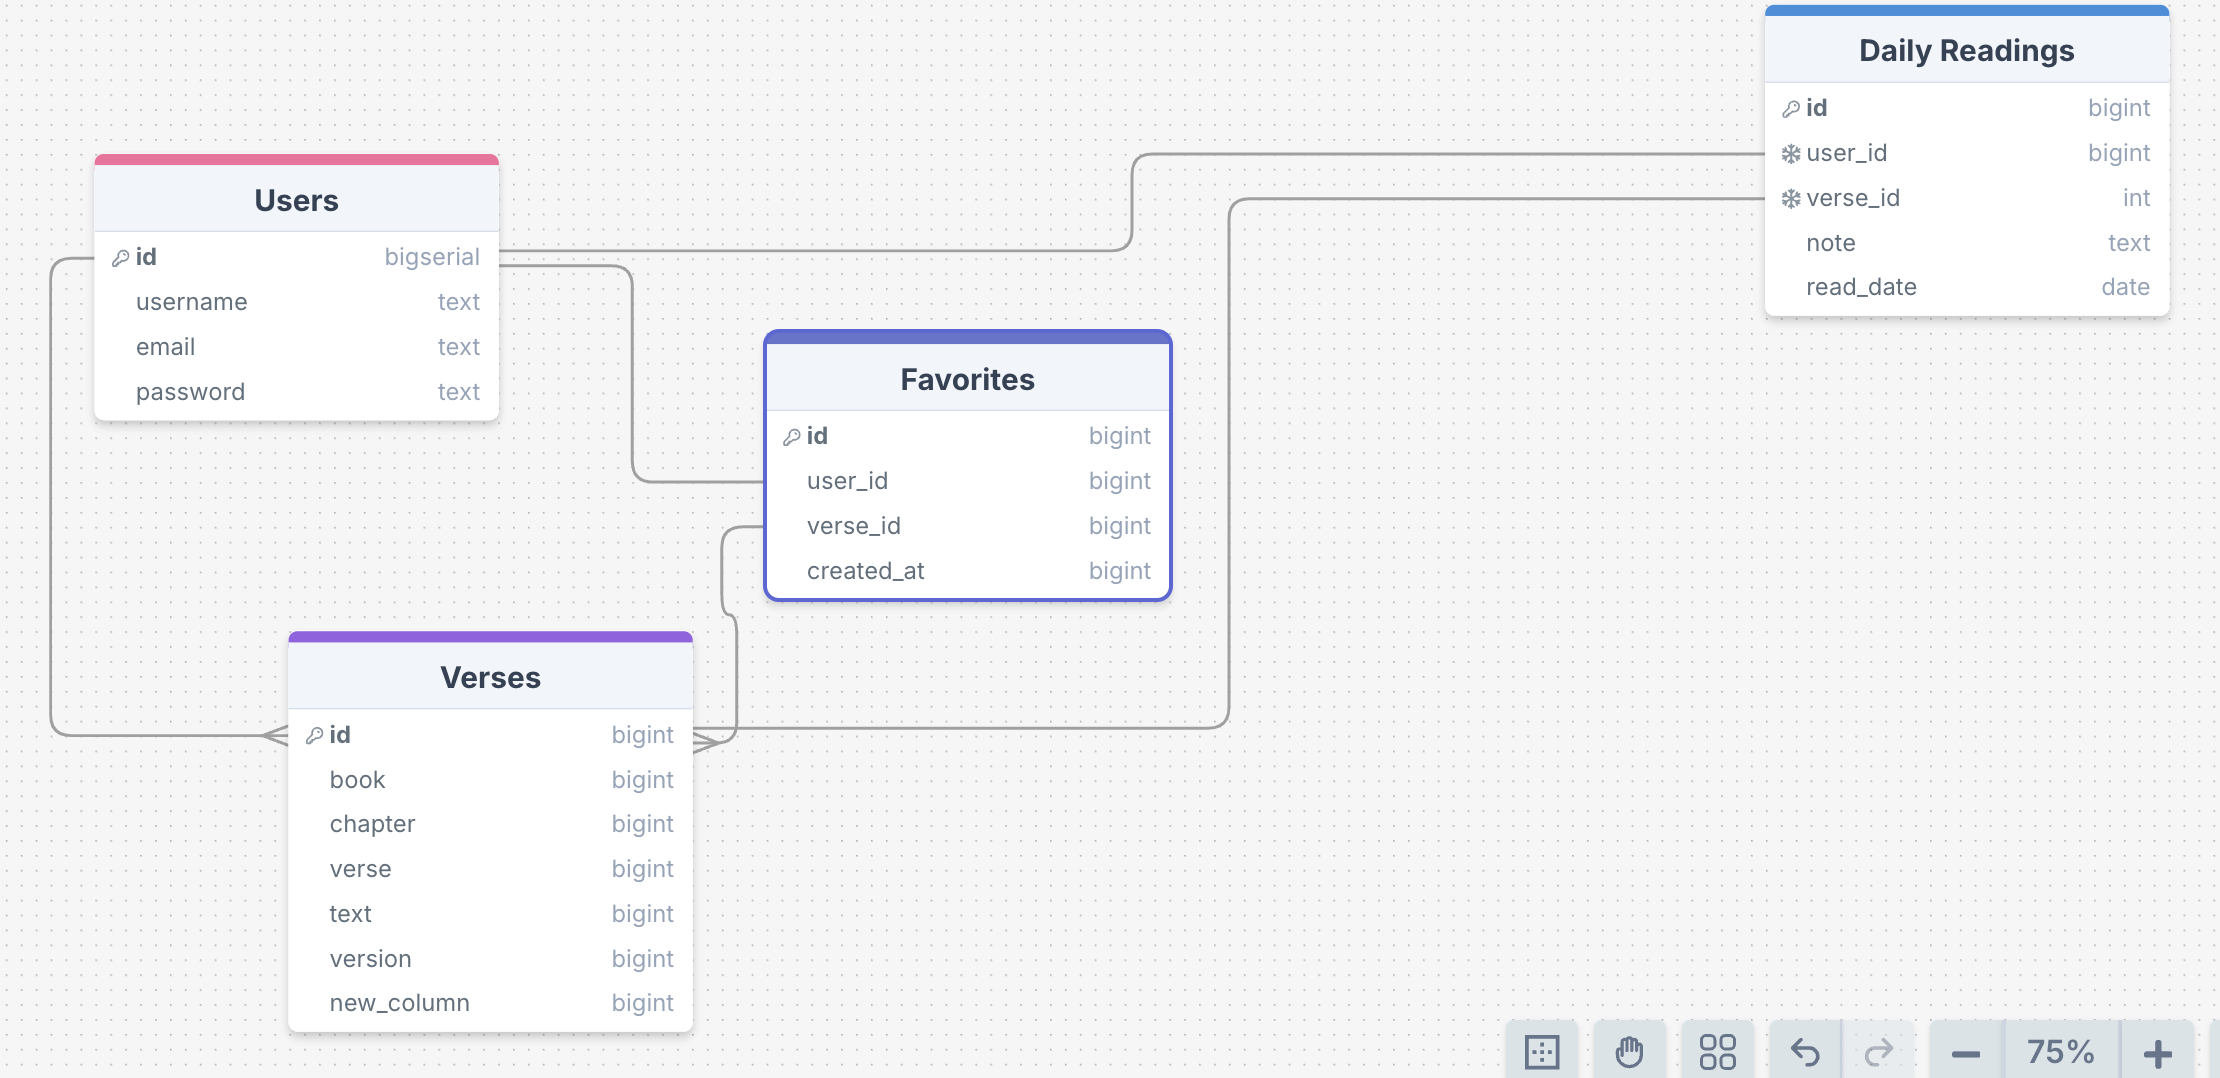 Users
id bigserial
username text
email text
password text
Favorites
id bigint
user_id bigint
verse_id bigint
created_at bigint
Daily Readings
id bigint
user_id bigint
verse_id int
note text
read_date date
Verses
id bigint
book bigint
chapter bigint
verse bigint
text bigint
version bigint
new_column bigint
75%